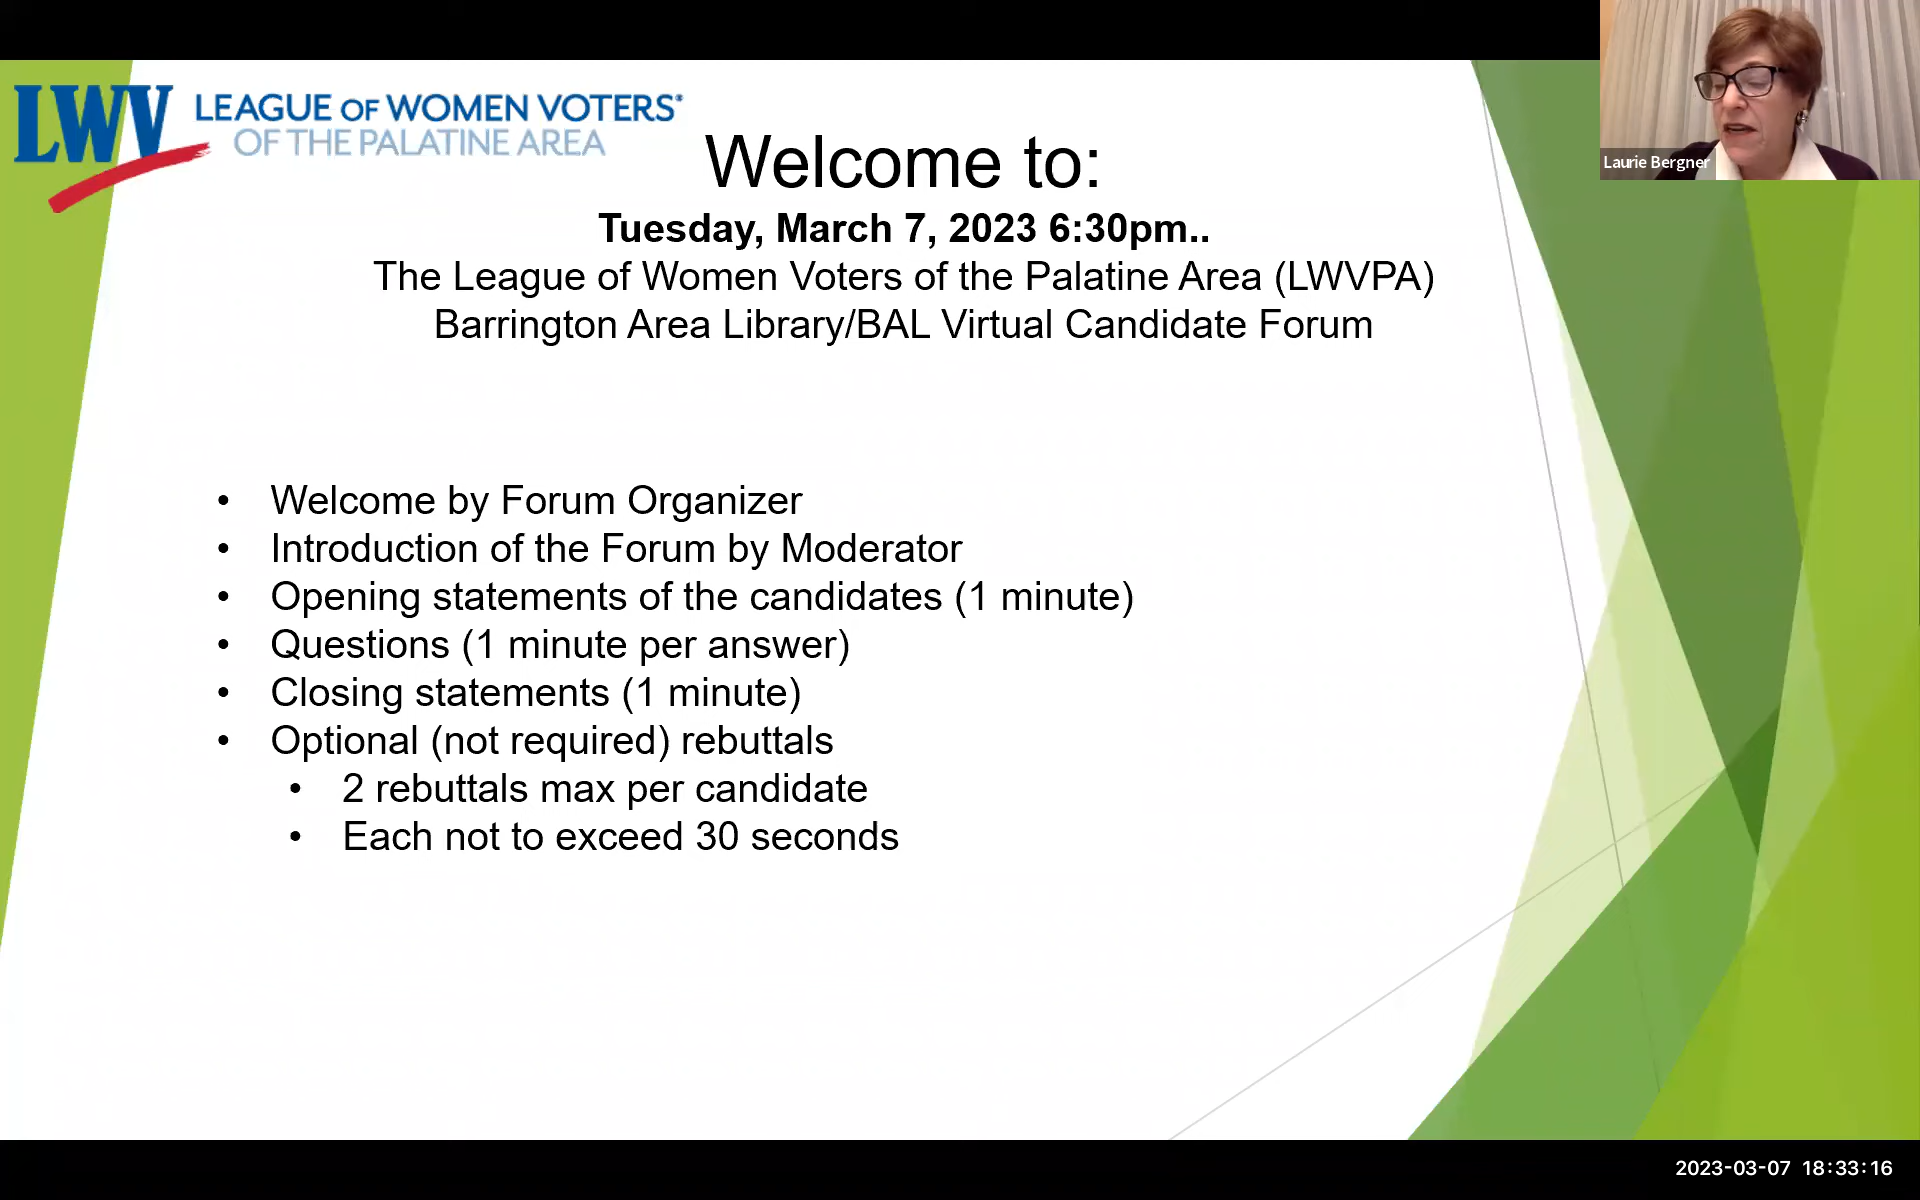 LWV LEAGUE OF WOMEN VOTERS®
OF THE PALATINE AREA
Laurie Bergner
Welcome to:
Tuesday, March 7, 2023 6:30pm..
The League of Women Voters of the Palatine Area (LWVPA)
Barrington Area Library/BAL Virtual Candidate Forum
• Welcome by Forum Organizer
• Introduction of the Forum by Moderator
• Opening statements of the candidates (1 minute)
• Questions (1 minute per answer)
• Closing statements (1 minute)
• Optional (not required) rebuttals
• 2 rebuttals max per candidate
• Each not to exceed 30 seconds
2023-03-07 18:33:16